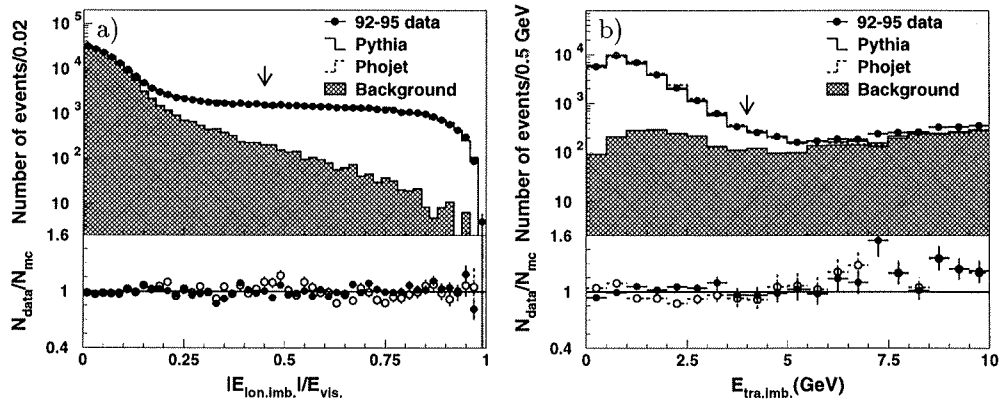 a)
92-95 data
Pythia
Phojet
Background
Number of events/0.02
10^5
10^4
10^3
10^2
10
1.6
1
0.4
N_data/N_mc
0 0.25 0.5 0.75 1
|E_lon,imb.|/E_vis.
b)
92-95 data
Pythia
Phojet
Background
Number of events/0.5 GeV
10^4
10^3
10^2
10
1.6
1
0.4
N_data/N_mc
0 2.5 5 7.5 10
E_tra,imb.(GeV)